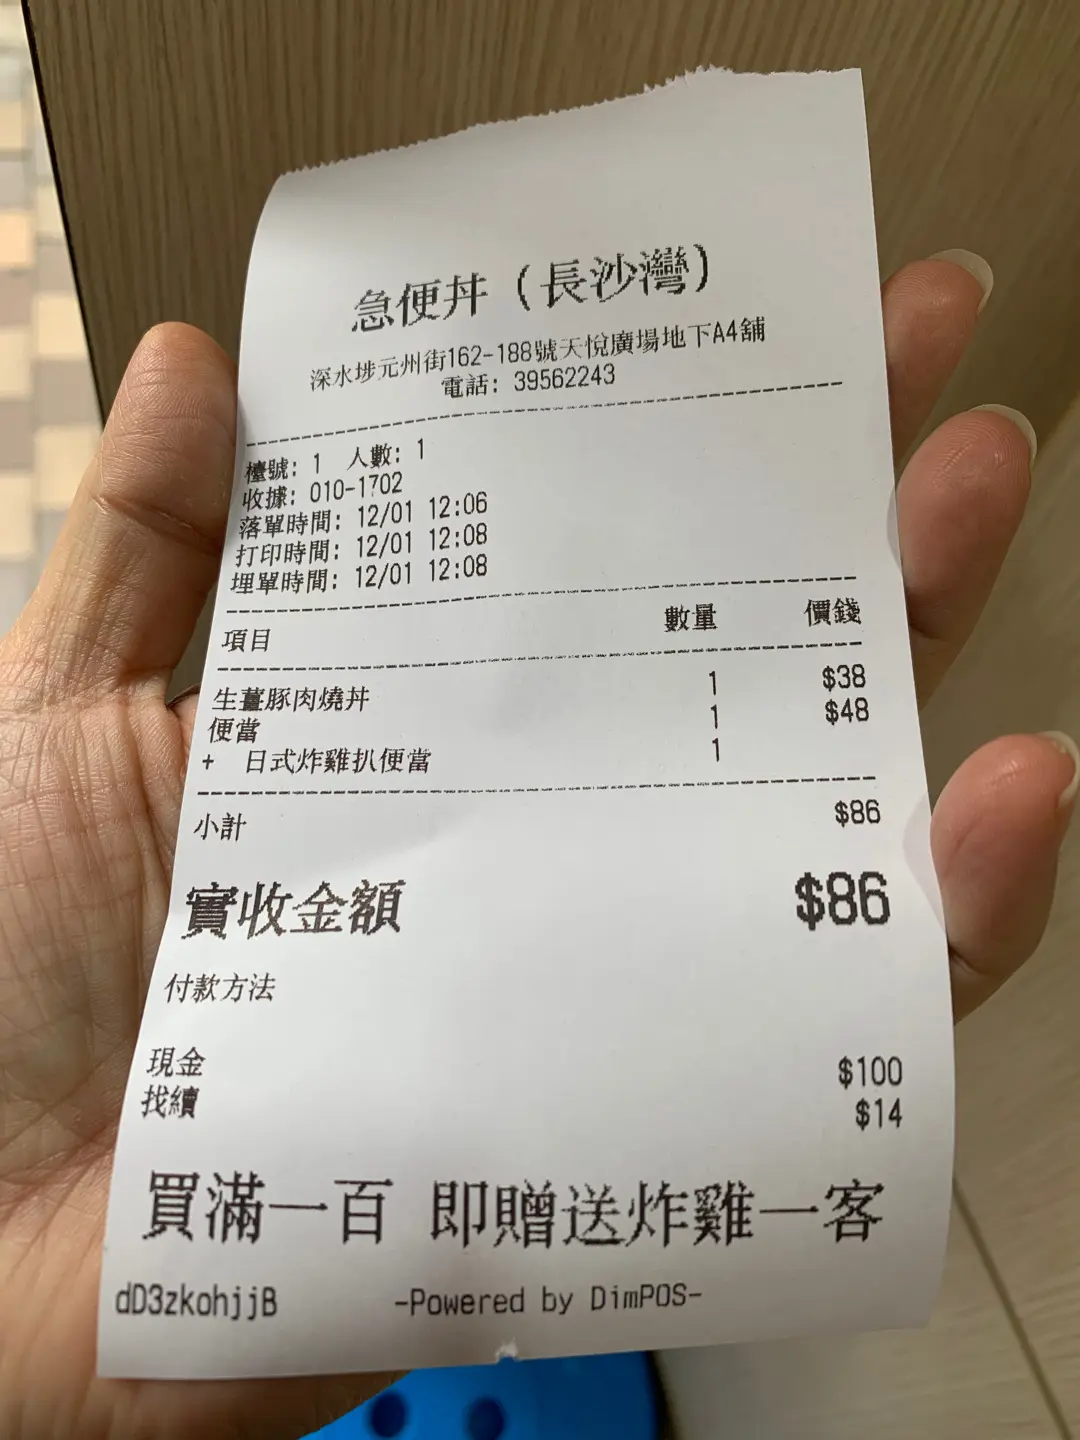 急便丼（長沙灣）
深水埗元州街162-188號天悅廣場地下A4舖
電話: 39562243
檯號: 1 人數: 1
收據: 010-1702
落單時間: 12/01 12:06
打印時間: 12/01 12:08
埋單時間: 12/01 12:08
項目 數量 價錢
生薑豚肉燒丼 1 $38
便當 1 $48
+ 日式炸雞扒便當 1
小計 $86
實收金額 $86
付款方法
現金 $100
找續 $14
買滿一百 即贈送炸雞一客
dD3zkohjjB -Powered by DimPOS-